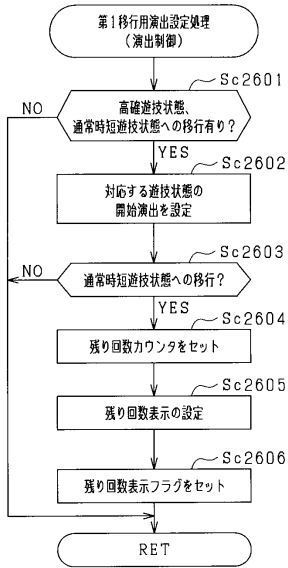 第1移行用演出設定処理
(演出制御)
Sc2601
高確遊技状態、
通常時短遊技状態への移行有り？
NO
YES
Sc2602
対応する遊技状態の
開始演出を設定
Sc2603
通常時短遊技状態への移行？
NO
YES
Sc2604
残り回数カウンタをセット
Sc2605
残り回数表示の設定
Sc2606
残り回数表示フラグをセット
RET